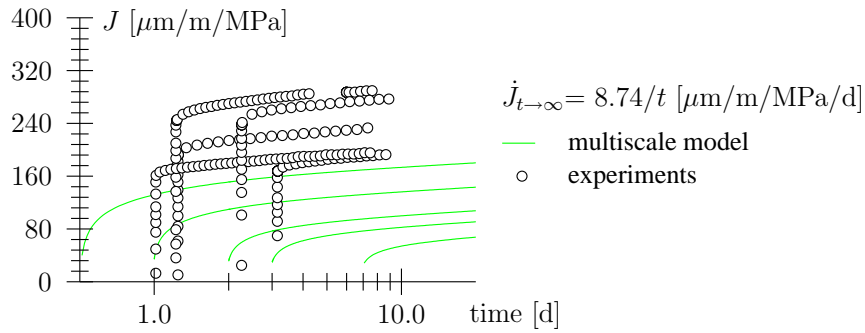 J [μm/m/MPa]
400
320
240
160
80
0
1.0
10.0
time [d]
J̇t→∞ = 8.74/t [μm/m/MPa/d]
multiscale model
experiments